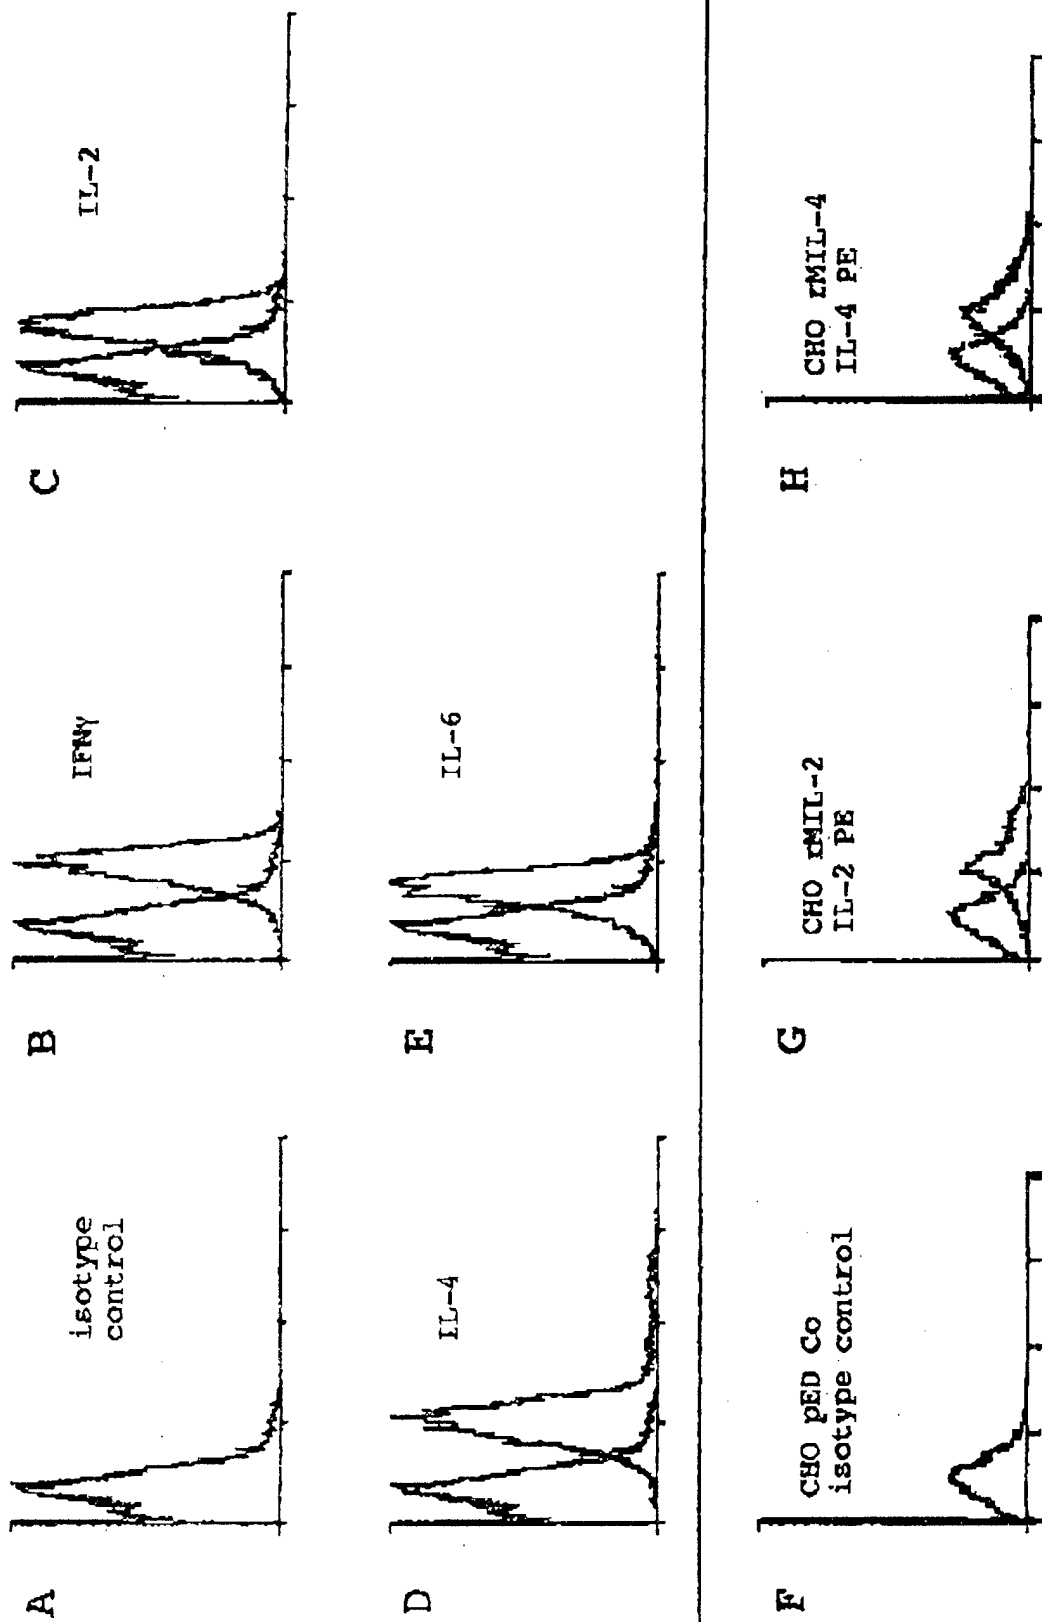 A
isotype
control
B
IFNγ
C
IL-2
D
IL-4
E
IL-6
F
CHO pED Co
isotype control
G
CHO rMIL-2
IL-2 PE
H
CHO rMIL-4
IL-4 PE